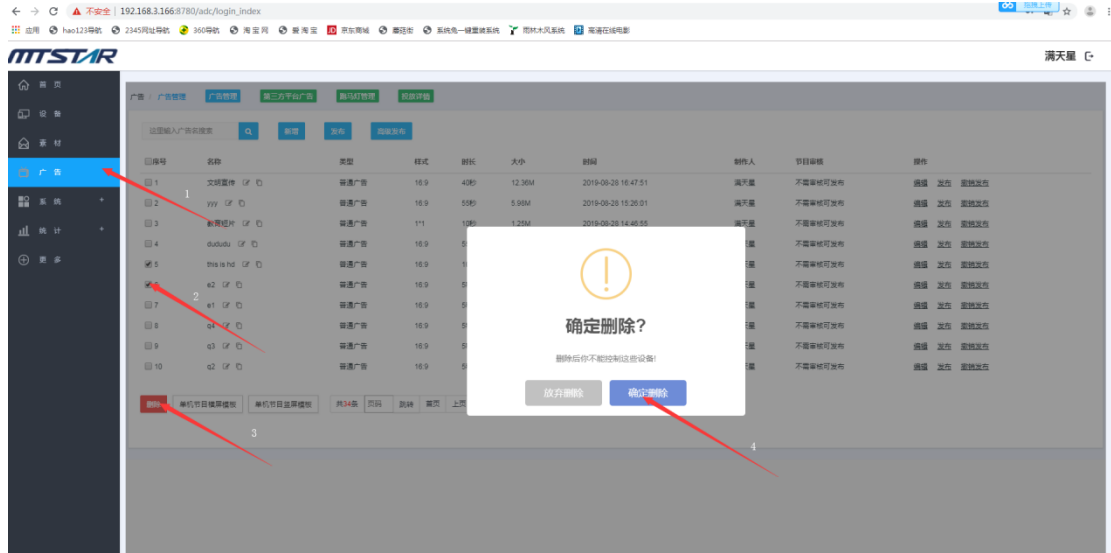 不安全 | 192.168.3.166:8780/adc/login_index
拖拽上传
应用 hao123导航 2345网址导航 360导航 淘宝网 爱淘宝 京东商城 蘑菇街 系统兔一键重装系统 雨林木风系统 高清在线电影
MTSTAR 满天星
首页
设备
素材
广告
系统
统计
更多
广告 / 广告管理 广告管理 第三方平台广告 跑马灯管理 投放详情
这里输入广告名搜索 新增 发布 高级发布
序号 名称 类型 样式 时长 大小 时间 制作人 节目审核 操作
1 文明宣传 普通广告 16:9 40秒 12.36M 2019-08-28 16:47:51 满天星 不需审核可发布 编辑 发布 撤销发布
2 yyy 普通广告 16:9 55秒 5.98M 2019-08-28 15:26:01 满天星 不需审核可发布 编辑 发布 撤销发布
3 教育短片 普通广告 1*1 10秒 1.25M 2019-08-28 14:46:55 满天星 不需审核可发布 编辑 发布 撤销发布
4 dududu 普通广告 16:9 不需审核可发布 编辑 发布 撤销发布
5 this is hd 普通广告 16:9 不需审核可发布 编辑 发布 撤销发布
e2 普通广告 16:9 不需审核可发布 编辑 发布 撤销发布
7 e1 普通广告 16:9 不需审核可发布 编辑 发布 撤销发布
8 q4 普通广告 16:9 不需审核可发布 编辑 发布 撤销发布
9 q3 普通广告 16:9 不需审核可发布 编辑 发布 撤销发布
10 q2 普通广告 16:9 不需审核可发布 编辑 发布 撤销发布
删除 单机节目横屏模板 单机节目竖屏模板 共34条 页码 跳转 首页 上页
确定删除?
删除后你不能控制这些设备!
放弃删除 确定删除
1
2
3
4